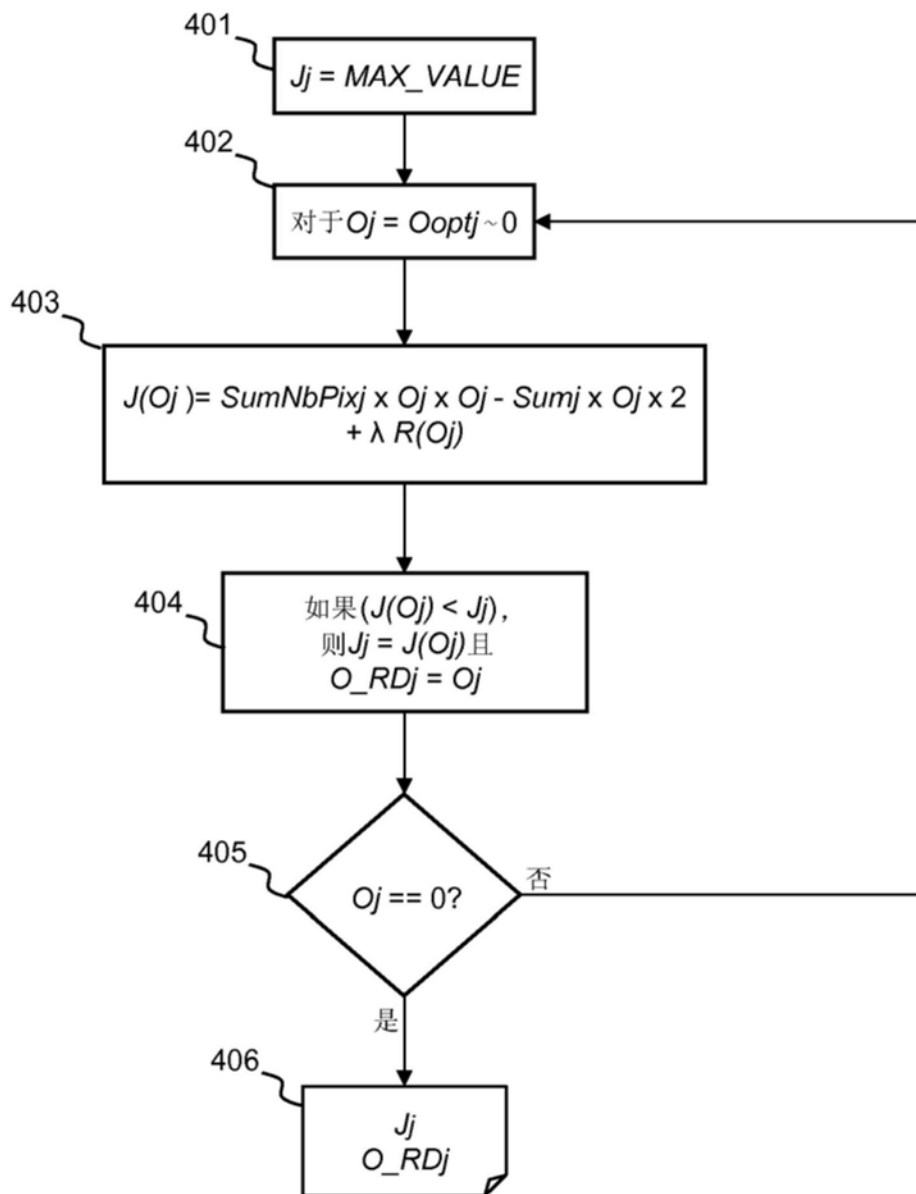 401
Jj = MAX_VALUE
402
对于Oj = Ooptj~0
403
J(Oj )= SumNbPixj x Oj x Oj - Sumj x Oj x 2
+ λ R(Oj)
404
如果(J(Oj) < Jj),
则Jj = J(Oj)且
O_RDj = Oj
405
Oj == 0?
否
是
406
Jj
O_RDj